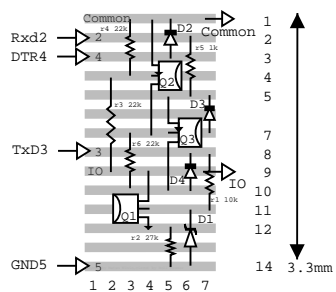 Common
1
Common
r4 22k
D2
Rxd2
2
2
r5 1k
3
DTR4
4
4
Q2
5
r3 22k
D3
7
r6 22k
Q3
TxD3
3
8
IO
D4
9
IO
10
r1 10k
11
Q1
D1
12
r2 27k
GND5
5
14
3.3mm
1 2 3 4 5 6 7